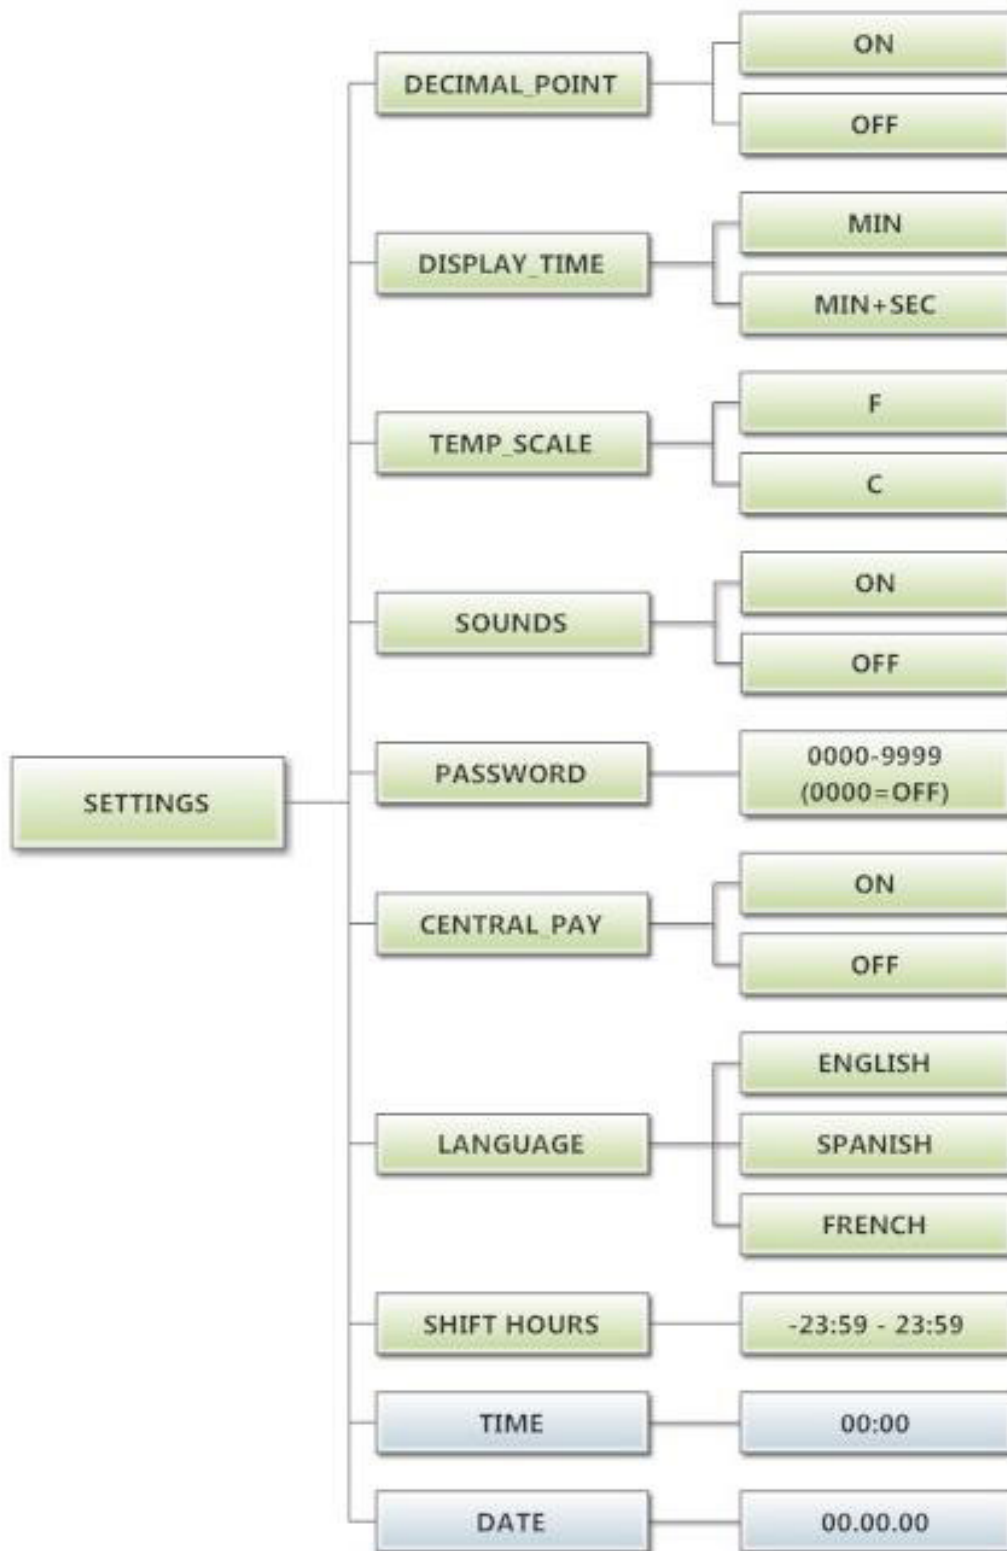 SETTINGS
DECIMAL_POINT
ON
OFF
DISPLAY_TIME
MIN
MIN+SEC
TEMP_SCALE
F
C
SOUNDS
ON
OFF
PASSWORD
0000-9999
(0000=OFF)
CENTRAL_PAY
ON
OFF
LANGUAGE
ENGLISH
SPANISH
FRENCH
SHIFT HOURS
-23:59 - 23:59
TIME
00:00
DATE
00.00.00